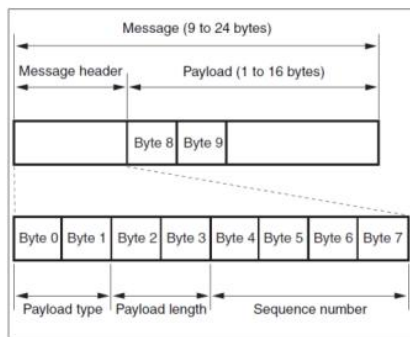 Message (9 to 24 bytes)
Message header Payload (1 to 16 bytes)
Byte 8 Byte 9
Byte 0 Byte 1 Byte 2 Byte 3 Byte 4 Byte 5 Byte 6 Byte 7
Payload type Payload length Sequence number